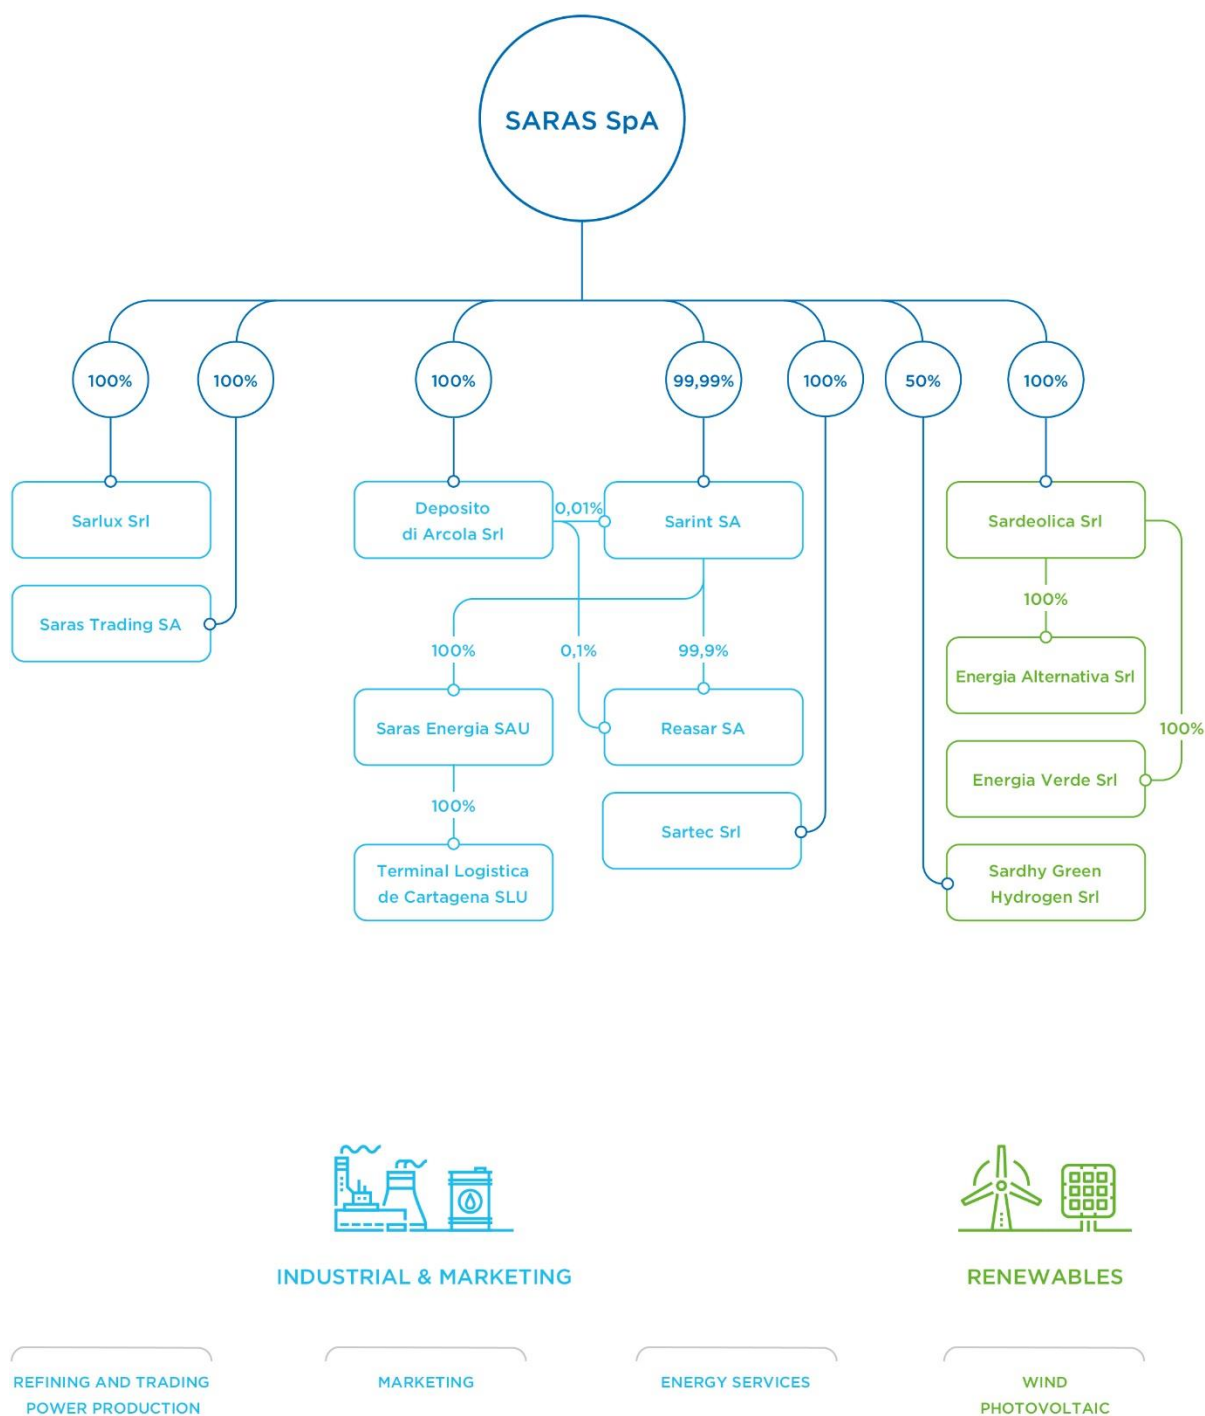 SARAS SpA
100%
100%
100%
99,99%
100%
50%
100%
Sarlux Srl
Deposito
di Arcola Srl
0,01%
Sarint SA
Sardeolica Srl
Saras Trading SA
100%
100%
0,1%
99,9%
Energia Alternativa Srl
Saras Energia SAU
Reasar SA
100%
Energia Verde Srl
100%
Sartec Srl
Terminal Logistica
de Cartagena SLU
Sardhy Green
Hydrogen Srl
INDUSTRIAL & MARKETING
RENEWABLES
REFINING AND TRADING
POWER PRODUCTION
MARKETING
ENERGY SERVICES
WIND
PHOTOVOLTAIC